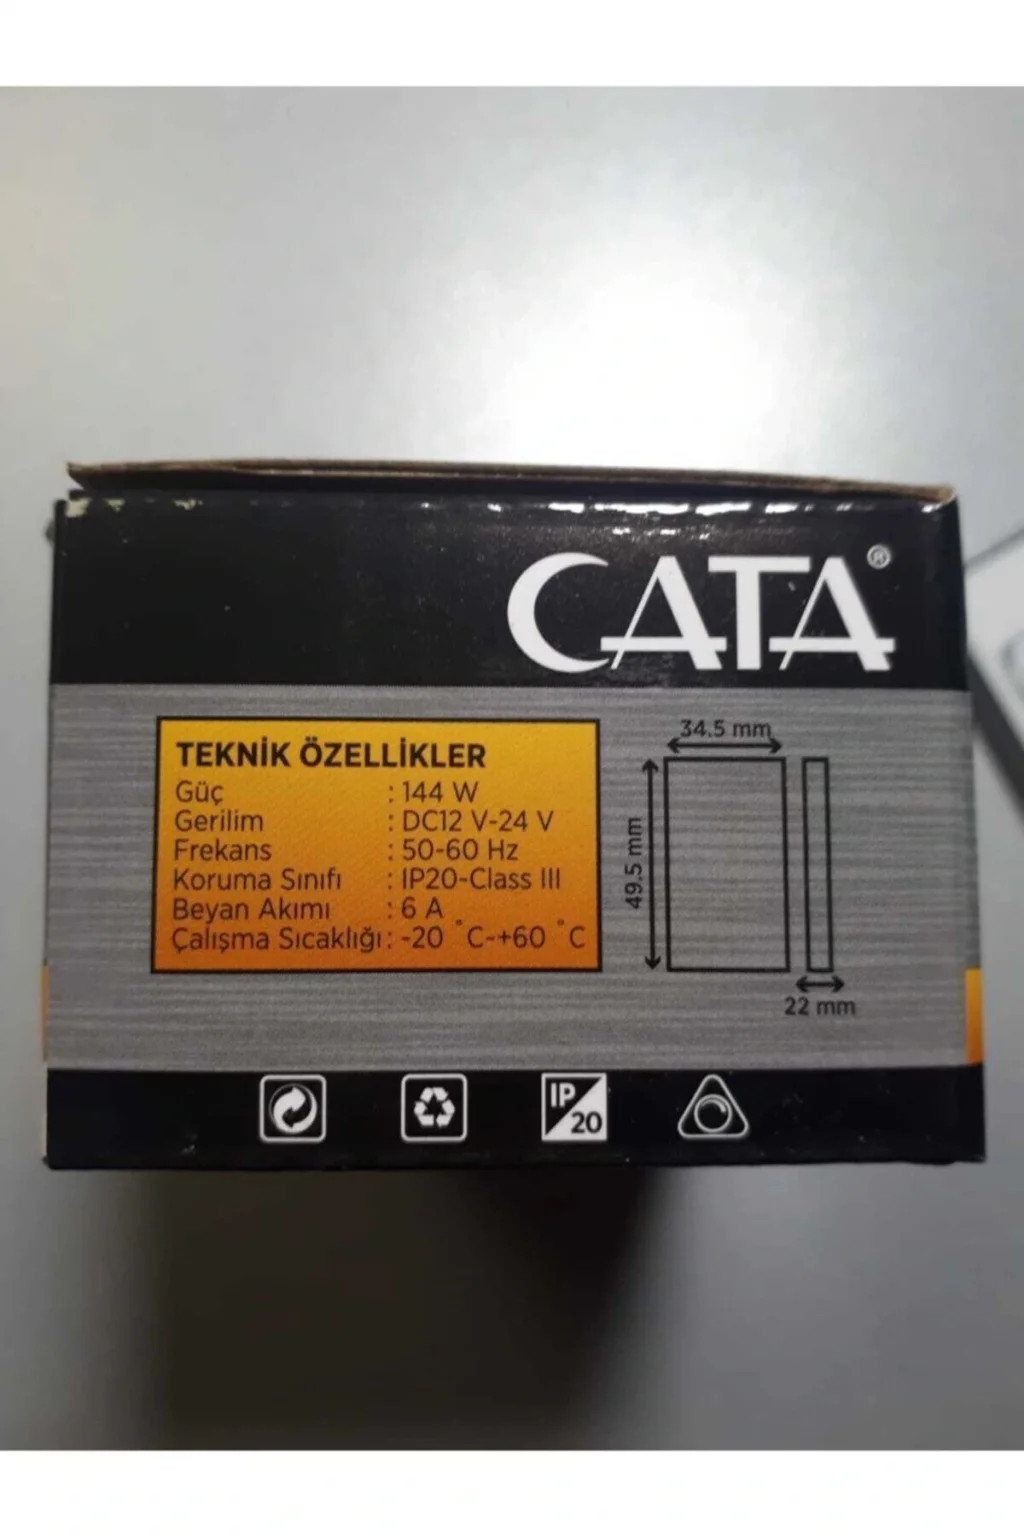 CATA®
TEKNİK ÖZELLİKLER
Güç : 144 W
Gerilim : DC12 V-24 V
Frekans : 50-60 Hz
Koruma Sınıfı : IP20-Class III
Beyan Akımı : 6 A
Çalışma Sıcaklığı : -20 °C~+60 °C
34.5 mm
49.5 mm
22 mm
IP
20